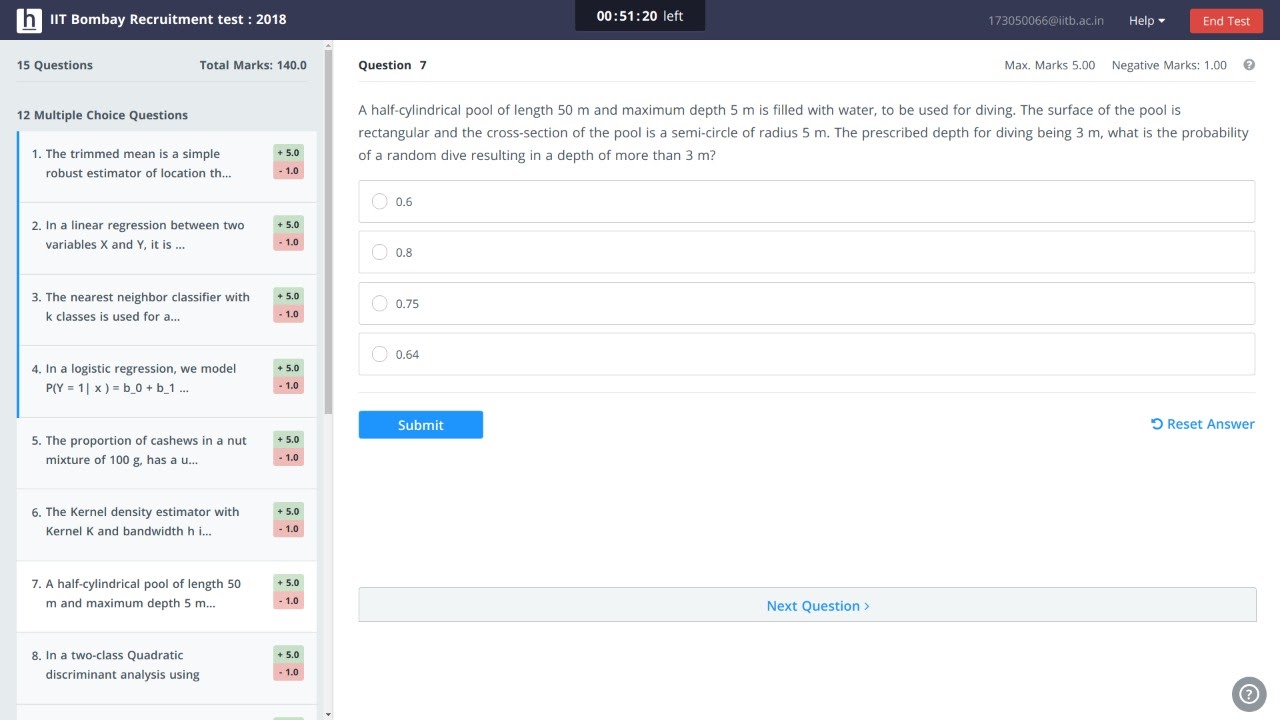 h IIT Bombay Recruitment test : 2018
00:51:20 left
173050066@iitb.ac.in
Help
End Test
15 Questions
Total Marks: 140.0
12 Multiple Choice Questions
1. The trimmed mean is a simple
robust estimator of location th...
+ 5.0
- 1.0
2. In a linear regression between two
variables X and Y, it is ...
+ 5.0
- 1.0
3. The nearest neighbor classifier with
k classes is used for a...
+ 5.0
- 1.0
4. In a logistic regression, we model
P(Y = 1| x ) = b_0 + b_1 ...
+ 5.0
- 1.0
5. The proportion of cashews in a nut
mixture of 100 g, has a u...
+ 5.0
- 1.0
6. The Kernel density estimator with
Kernel K and bandwidth h i...
+ 5.0
- 1.0
7. A half-cylindrical pool of length 50
m and maximum depth 5 m...
+ 5.0
- 1.0
8. In a two-class Quadratic
discriminant analysis using
+ 5.0
- 1.0
Question 7
Max. Marks 5.00
Negative Marks: 1.00
?
A half-cylindrical pool of length 50 m and maximum depth 5 m is filled with water, to be used for diving. The surface of the pool is
rectangular and the cross-section of the pool is a semi-circle of radius 5 m. The prescribed depth for diving being 3 m, what is the probability
of a random dive resulting in a depth of more than 3 m?
0.6
0.8
0.75
0.64
Submit
Reset Answer
Next Question ›
?